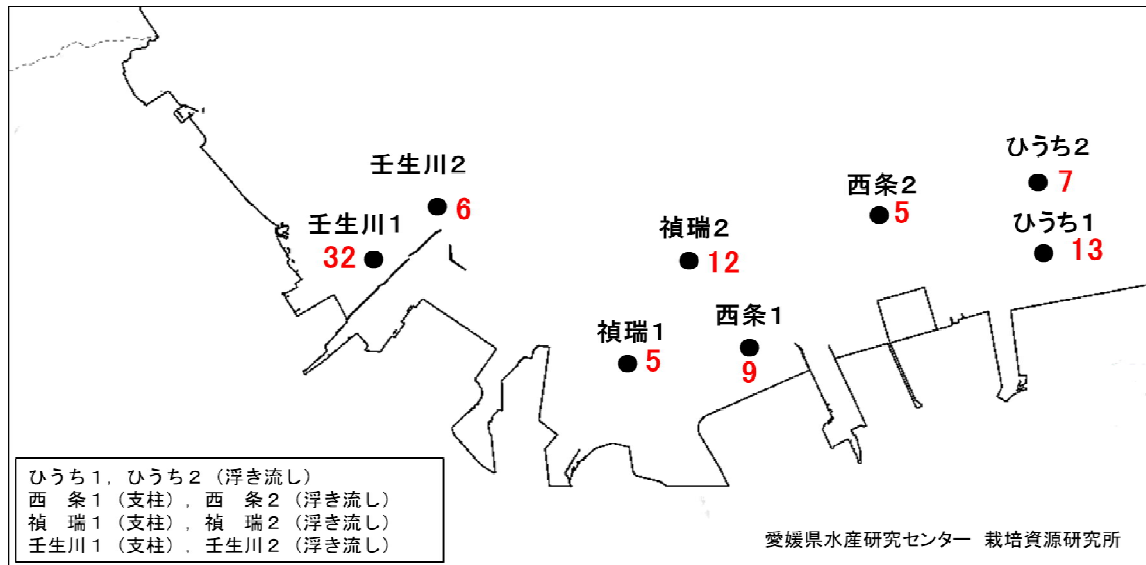 ひうち2
7
壬生川2
6
西条2
5
壬生川1
32
禎瑞2
12
ひうち1
13
禎瑞1
5
西条1
9
ひうち1, ひうち2 (浮き流し)
西 条1 (支柱), 西 条2 (浮き流し)
禎 瑞1 (支柱), 禎 瑞2 (浮き流し)
壬生川1 (支柱), 壬生川2 (浮き流し)
愛媛県水産研究センター 栽培資源研究所